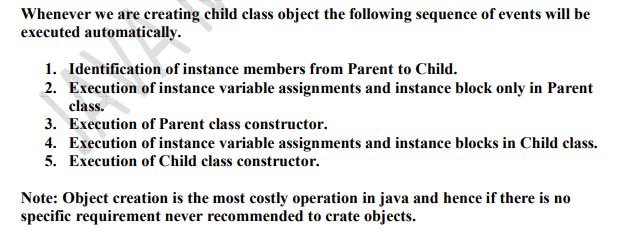 Whenever we are creating child class object the following sequence of events will be
executed automatically.
1. Identification of instance members from Parent to Child.
2. Execution of instance variable assignments and instance block only in Parent
class.
3. Execution of Parent class constructor.
4. Execution of instance variable assignments and instance blocks in Child class.
5. Execution of Child class constructor.
Note: Object creation is the most costly operation in java and hence if there is no
specific requirement never recommended to crate objects.